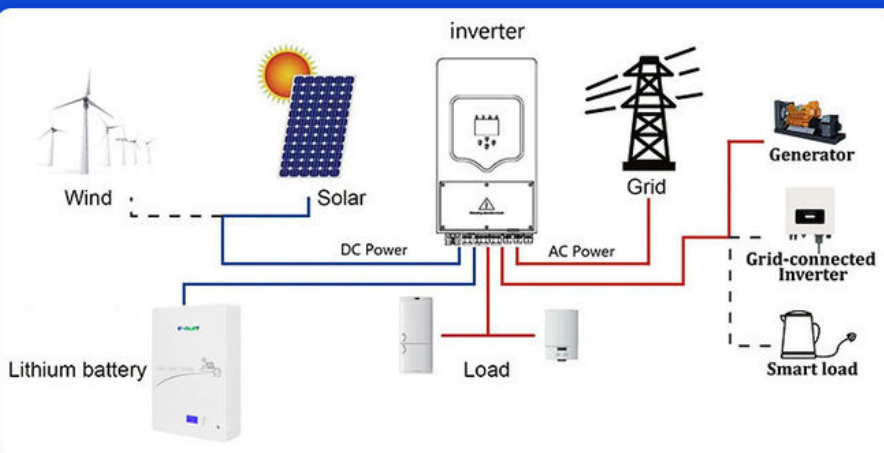 inverter
Wind
Solar
Grid
Generator
DC Power
AC Power
Grid-connected
Inverter
Lithium battery
Load
Smart load